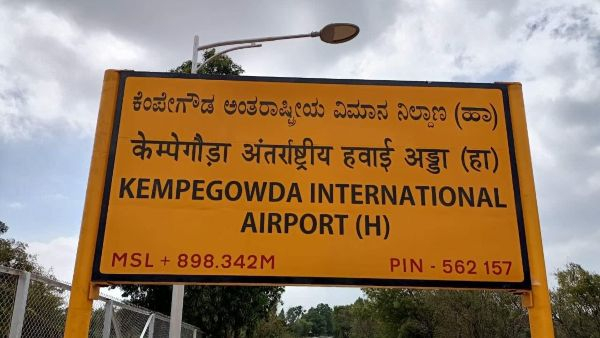 ಕೆಂಪೇಗೌಡ ಅಂತರಾಷ್ಟ್ರೀಯ ವಿಮಾನ ನಿಲ್ದಾಣ (ಹಾ)
केम्पेगौड़ा अंतर्राष्ट्रीय हवाई अड्डा (हा)
KEMPEGOWDA INTERNATIONAL
AIRPORT (H)
MSL + 898.342M PIN - 562 157